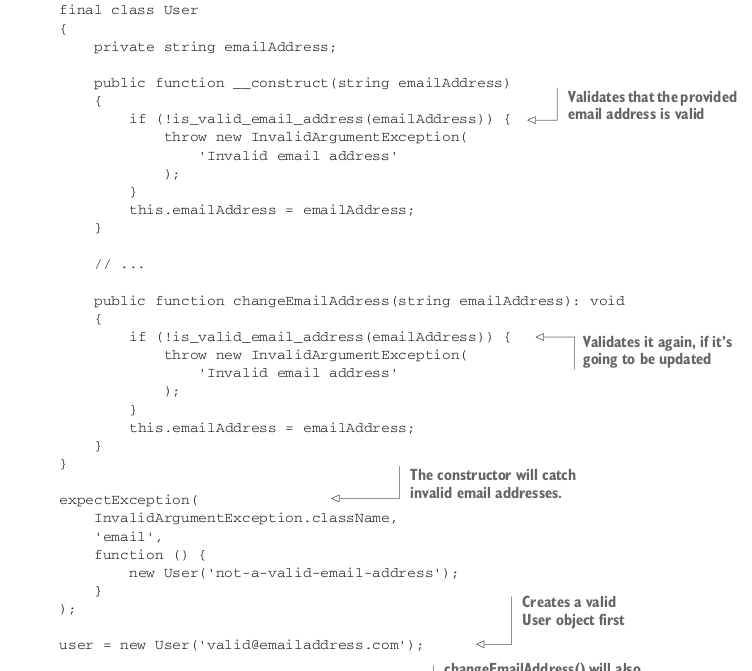 final class User
{
    private string emailAddress;

    public function __construct(string emailAddress)
    {
        if (!is_valid_email_address(emailAddress)) {
            throw new InvalidArgumentException(
                'Invalid email address'
            );
        }
        this.emailAddress = emailAddress;
    }
Validates that the provided
email address is valid

    // ...

    public function changeEmailAddress(string emailAddress): void
    {
        if (!is_valid_email_address(emailAddress)) {
            throw new InvalidArgumentException(
                'Invalid email address'
            );
        }
        this.emailAddress = emailAddress;
    }
}
Validates it again, if it's
going to be updated

The constructor will catch
invalid email addresses.
expectException(
    InvalidArgumentException.className,
    'email',
    function () {
        new User('not-a-valid-email-address');
    }
);

Creates a valid
User object first
user = new User('valid@emailaddress.com');
changeEmailAddress() will also